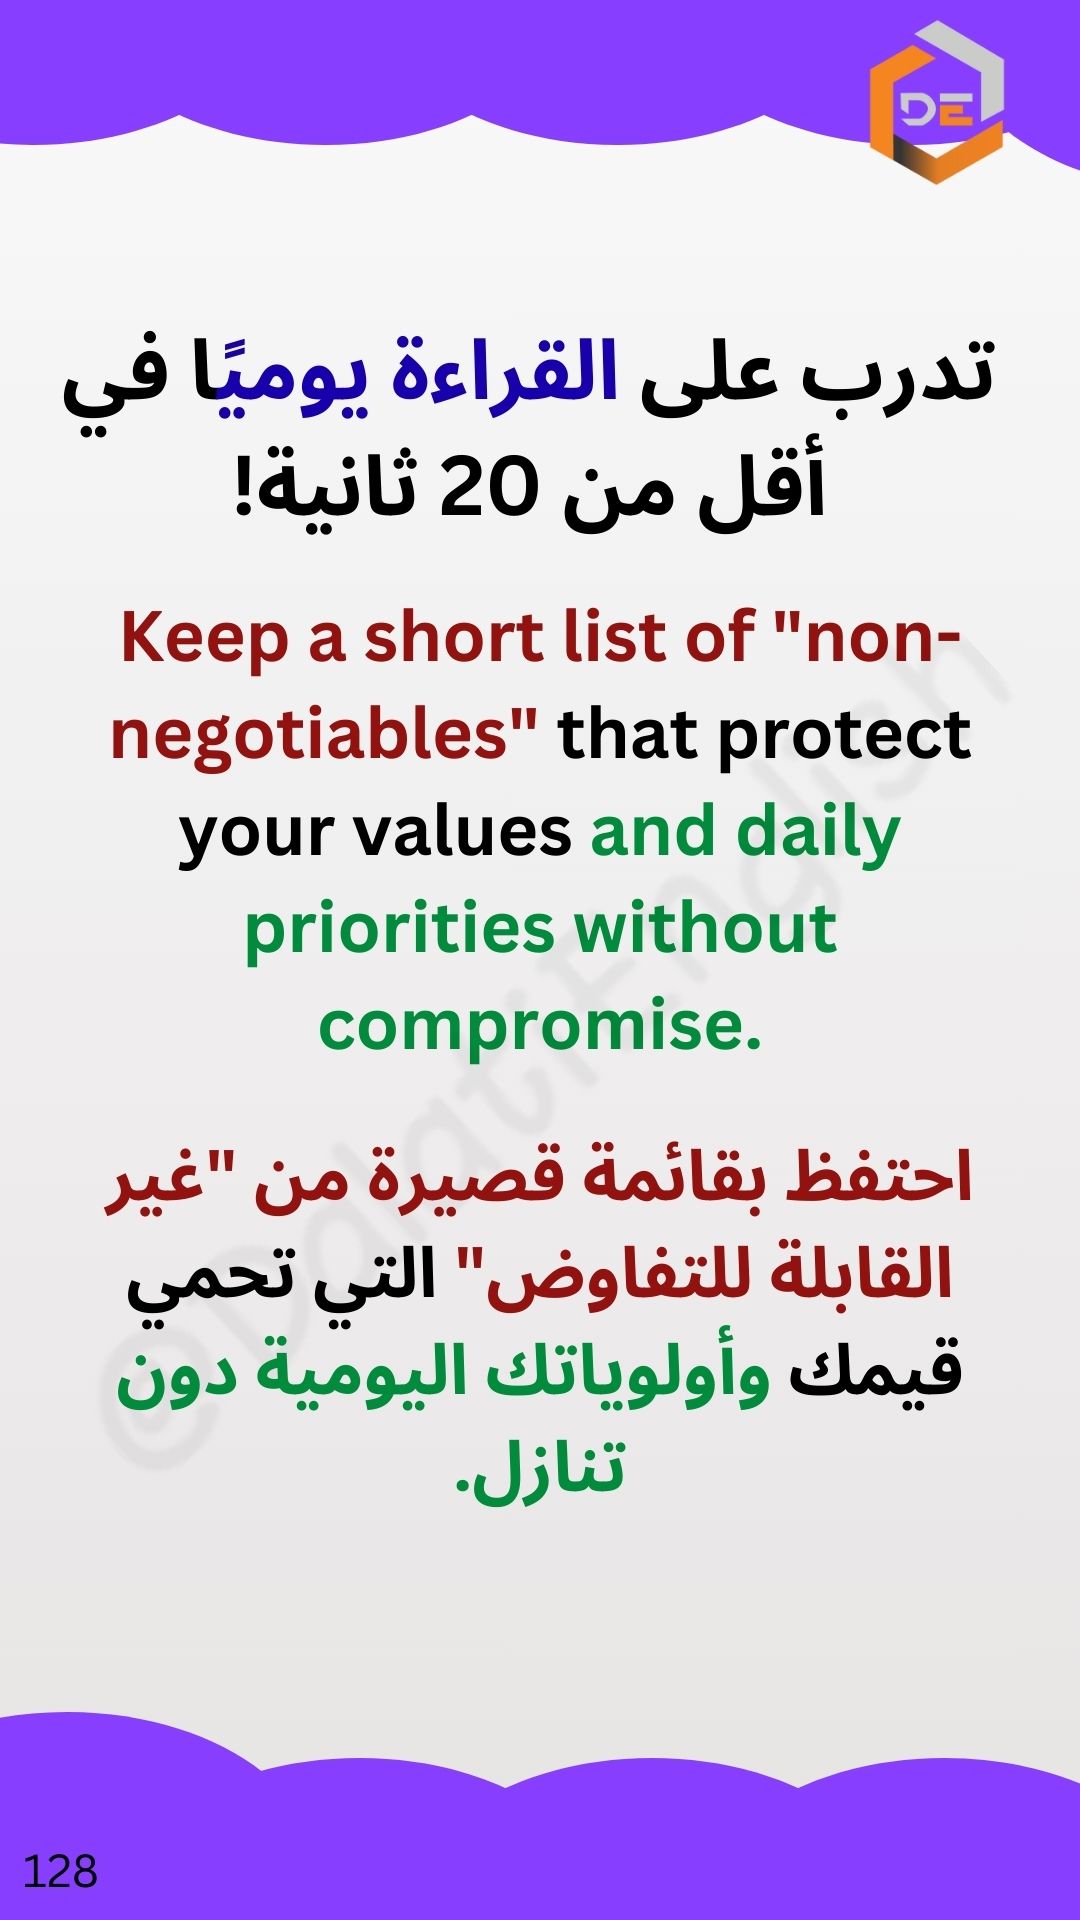 DE
تدرب على القراءة يوميًا في
أقل من 20 ثانية!
Keep a short list of "non-
negotiables" that protect
your values and daily
priorities without
compromise.
احتفظ بقائمة قصيرة من "غير
القابلة للتفاوض" التي تحمي
قيمك وأولوياتك اليومية دون
تنازل.
@DalatEnglish
128